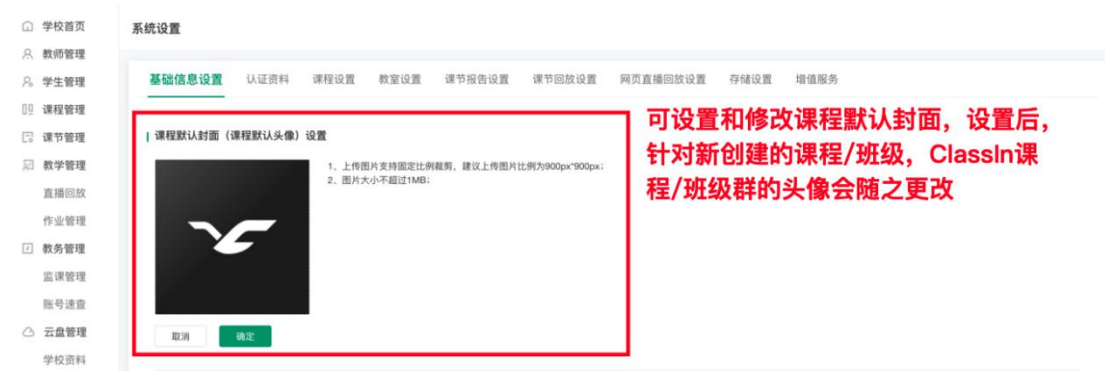 学校首页
教师管理
学生管理
课程管理
课节管理
教学管理
直播回放
作业管理
教务管理
监课管理
账号速查
云盘管理
学校资料
系统设置
基础信息设置 认证资料 课程设置 教室设置 课节报告设置 课节回放设置 网页直播回放设置 存储设置 增值服务
课程默认封面（课程默认头像）设置
1、上传图片支持固定比例裁剪，建议上传图片比例为900px*900px；
2、图片大小不超过1MB；
取消 确定
可设置和修改课程默认封面，设置后，
针对新创建的课程/班级，ClassIn课
程/班级群的头像会随之更改